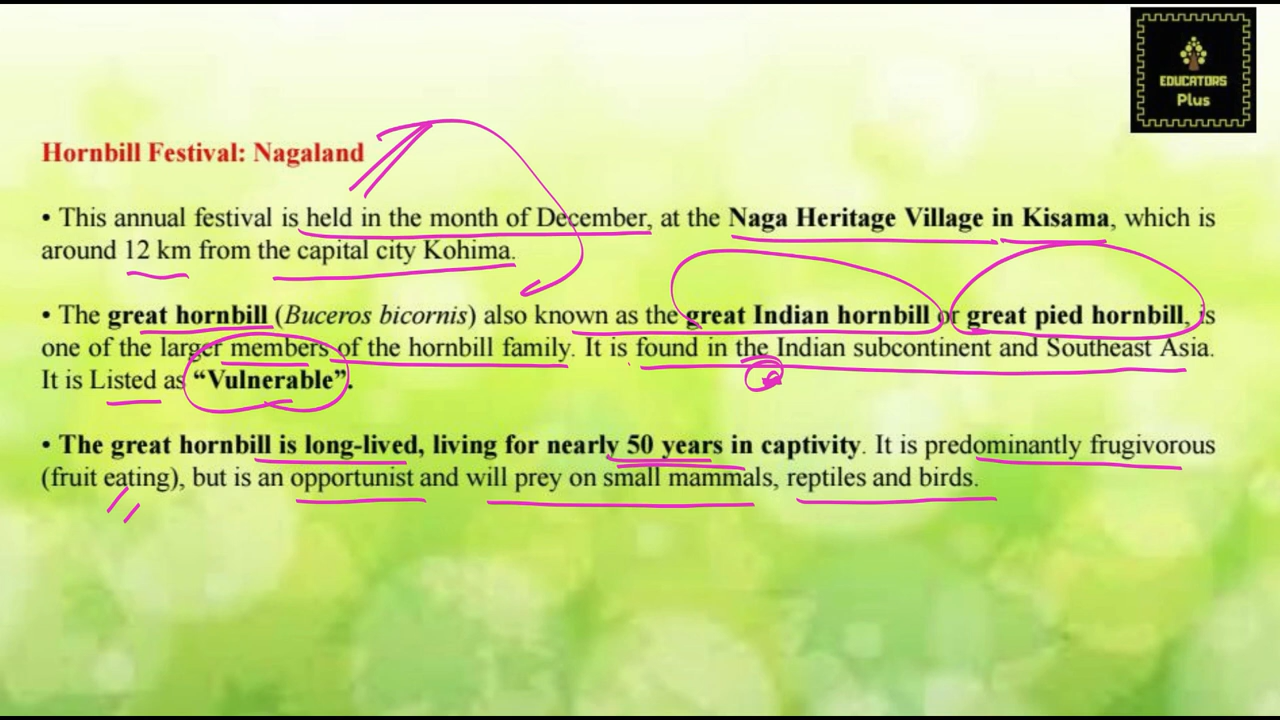 EDUCATORS
Plus
Hornbill Festival: Nagaland
• This annual festival is held in the month of December, at the Naga Heritage Village in Kisama, which is
around 12 km from the capital city Kohima.
• The great hornbill (Buceros bicornis) also known as the great Indian hornbill or great pied hornbill, is
one of the larger members of the hornbill family. It is found in the Indian subcontinent and Southeast Asia.
It is Listed as “Vulnerable”.
• The great hornbill is long-lived, living for nearly 50 years in captivity. It is predominantly frugivorous
(fruit eating), but is an opportunist and will prey on small mammals, reptiles and birds.